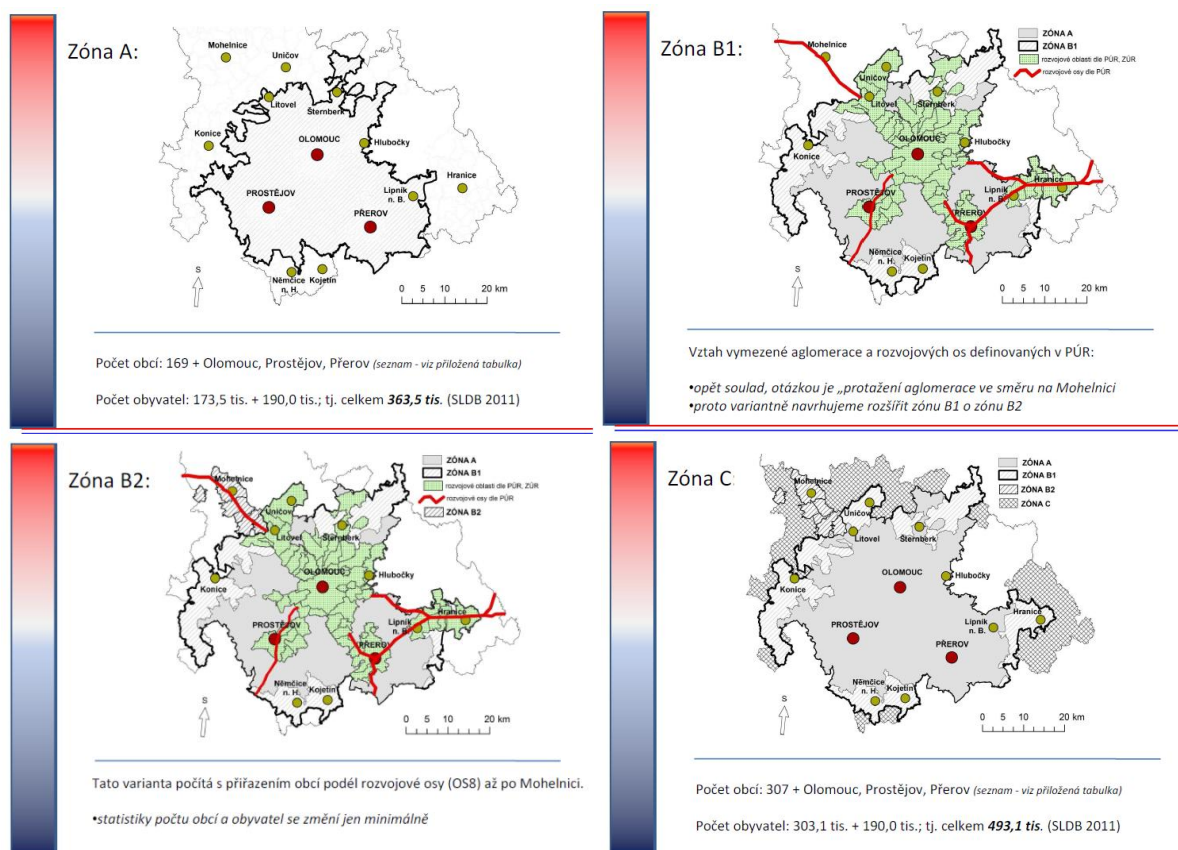 Zóna A:
Mohelnice
Uničov
Litovel
Šternberk
OLOMOUC
Hlubočky
Konice
Hranice
PROSTĚJOV
Lipník
n. B.
PŘEROV
Němčice
n. H.
Kojetín
S
0 5 10 20 km
Počet obcí: 169 + Olomouc, Prostějov, Přerov (seznam - viz přiložená tabulka)
Počet obyvatel: 173,5 tis. + 190,0 tis.; tj. celkem 363,5 tis. (SLDB 2011)
Zóna B1:
ZÓNA A
ZÓNA B1
rozvojové oblasti dle PÚR, ZÚR
rozvojové osy dle PÚR
Mohelnice
Uničov
Litovel
Šternberk
OLOMOUC
Hlubočky
Konice
Hranice
PROSTĚJOV
Lipník
n. B.
PŘEROV
Němčice
n. H.
Kojetín
S
0 5 10 20 km
Vztah vymezené aglomerace a rozvojových os definovaných v PÚR:
•opět soulad, otázkou je „protažení aglomerace ve směru na Mohelnici
•proto variantně navrhujeme rozšířit zónu B1 o zónu B2
Zóna B2:
ZÓNA A
ZÓNA B1
rozvojové oblasti dle PÚR, ZÚR
rozvojové osy dle PÚR
ZÓNA B2
Mohelnice
Uničov
Litovel
Šternberk
OLOMOUC
Hlubočky
Konice
Hranice
PROSTĚJOV
Lipník
n. B.
PŘEROV
Němčice
n. H.
Kojetín
S
0 5 10 20 km
Tato varianta počítá s přiřazením obcí podél rozvojové osy (OS8) až po Mohelnici.
•statistiky počtu obcí a obyvatel se změní jen minimálně
Zóna C
ZÓNA A
ZÓNA B1
ZÓNA B2
ZÓNA C
Mohelnice
Uničov
Litovel
Šternberk
OLOMOUC
Hlubočky
Konice
Hranice
PROSTĚJOV
Lipník
n. B.
PŘEROV
Němčice
n. H.
Kojetín
S
0 5 10 20 km
Počet obcí: 307 + Olomouc, Prostějov, Přerov (seznam - viz přiložená tabulka)
Počet obyvatel: 303,1 tis. + 190,0 tis.; tj. celkem 493,1 tis. (SLDB 2011)